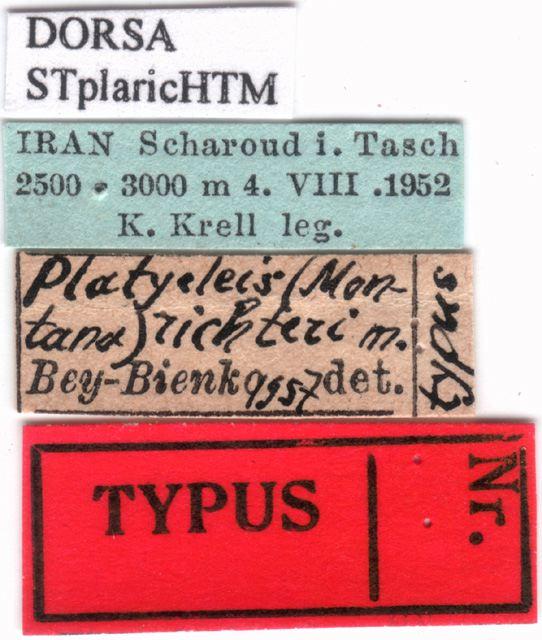 DORSA
STplaricHTM
IRAN Scharoud i. Tasch
2500 - 3000 m 4. VIII .1952
K. Krell leg.
Platycleis (Mon-
tana) richteri m.
Bey-Bienko 1957 det.
typus
TYPUS
Nr.